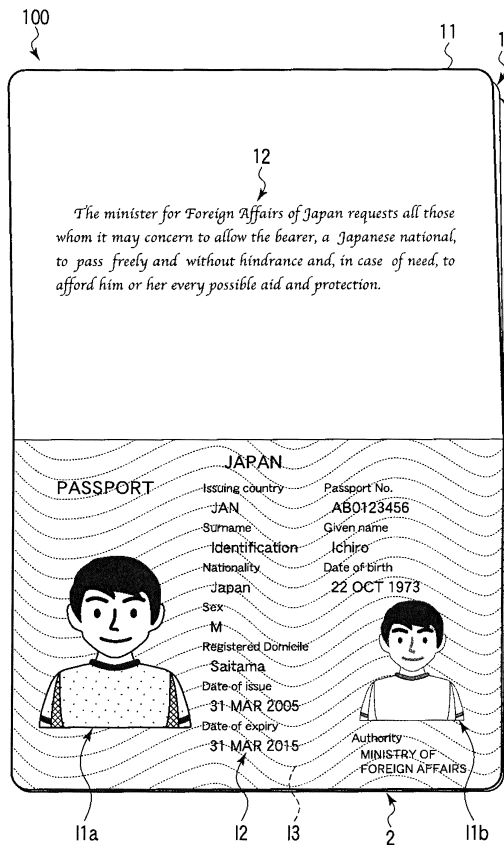 100
11
1
12
The minister for Foreign Affairs of Japan requests all those
whom it may concern to allow the bearer, a Japanese national,
to pass freely and without hindrance and, in case of need, to
afford him or her every possible aid and protection.
JAPAN
PASSPORT
Issuing country Passport No.
JAN AB0123456
Surname Given name
Identification Ichiro
Nationality Date of birth
Japan 22 OCT 1973
Sex
M
Registered Domicile
Saitama
Date of issue
31 MAR 2005
Date of expiry
31 MAR 2015
Authority
MINISTRY OF
FOREIGN AFFAIRS
I1a I2 I3 2 I1b